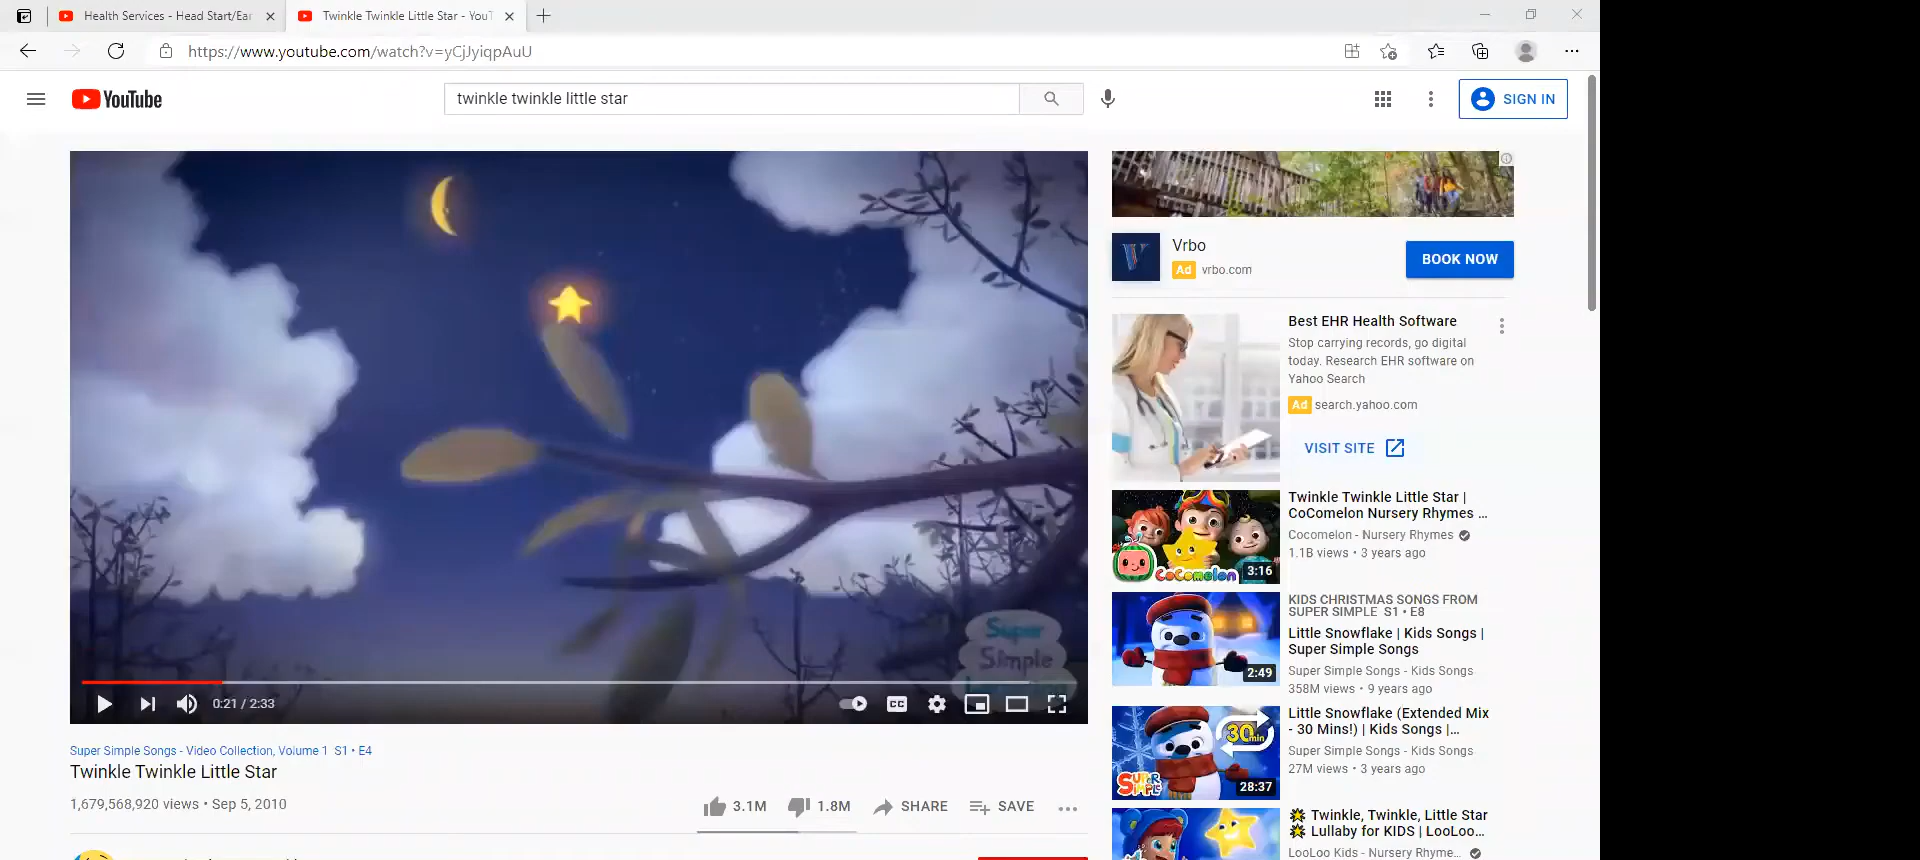 Health Services - Head Start/Ear
Twinkle Twinkle Little Star - YouT
https://www.youtube.com/watch?v=yCjJyiqpAuU
YouTube
twinkle twinkle little star
SIGN IN
Super
Simple
0:21 / 2:33
CC
Super Simple Songs - Video Collection, Volume 1 S1 • E4
Twinkle Twinkle Little Star
1,679,568,920 views • Sep 5, 2010
3.1M
1.8M
SHARE
SAVE
V
Vrbo
Ad vrbo.com
BOOK NOW
Best EHR Health Software
Stop carrying records, go digital
today. Research EHR software on
Yahoo Search
Ad search.yahoo.com
VISIT SITE
CoComelon
3:16
Twinkle Twinkle Little Star |
CoComelon Nursery Rhymes ...
Cocomelon - Nursery Rhymes
1.1B views • 3 years ago
2:49
KIDS CHRISTMAS SONGS FROM
SUPER SIMPLE S1 • E8
Little Snowflake | Kids Songs |
Super Simple Songs
Super Simple Songs - Kids Songs
358M views • 9 years ago
30min
SUPER
SIMPLE
28:37
Little Snowflake (Extended Mix
- 30 Mins!) | Kids Songs |...
Super Simple Songs - Kids Songs
27M views • 3 years ago
Twinkle, Twinkle, Little Star
Lullaby for KIDS | LooLoo...
LooLoo Kids - Nursery Rhyme...